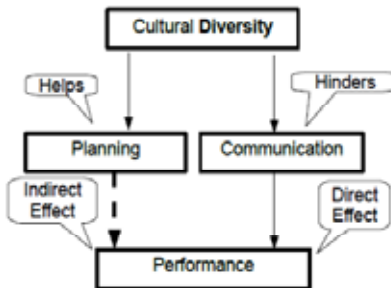 Cultural Diversity
Helps
Hinders
Planning
Communication
Indirect
Effect
Direct
Effect
Performance